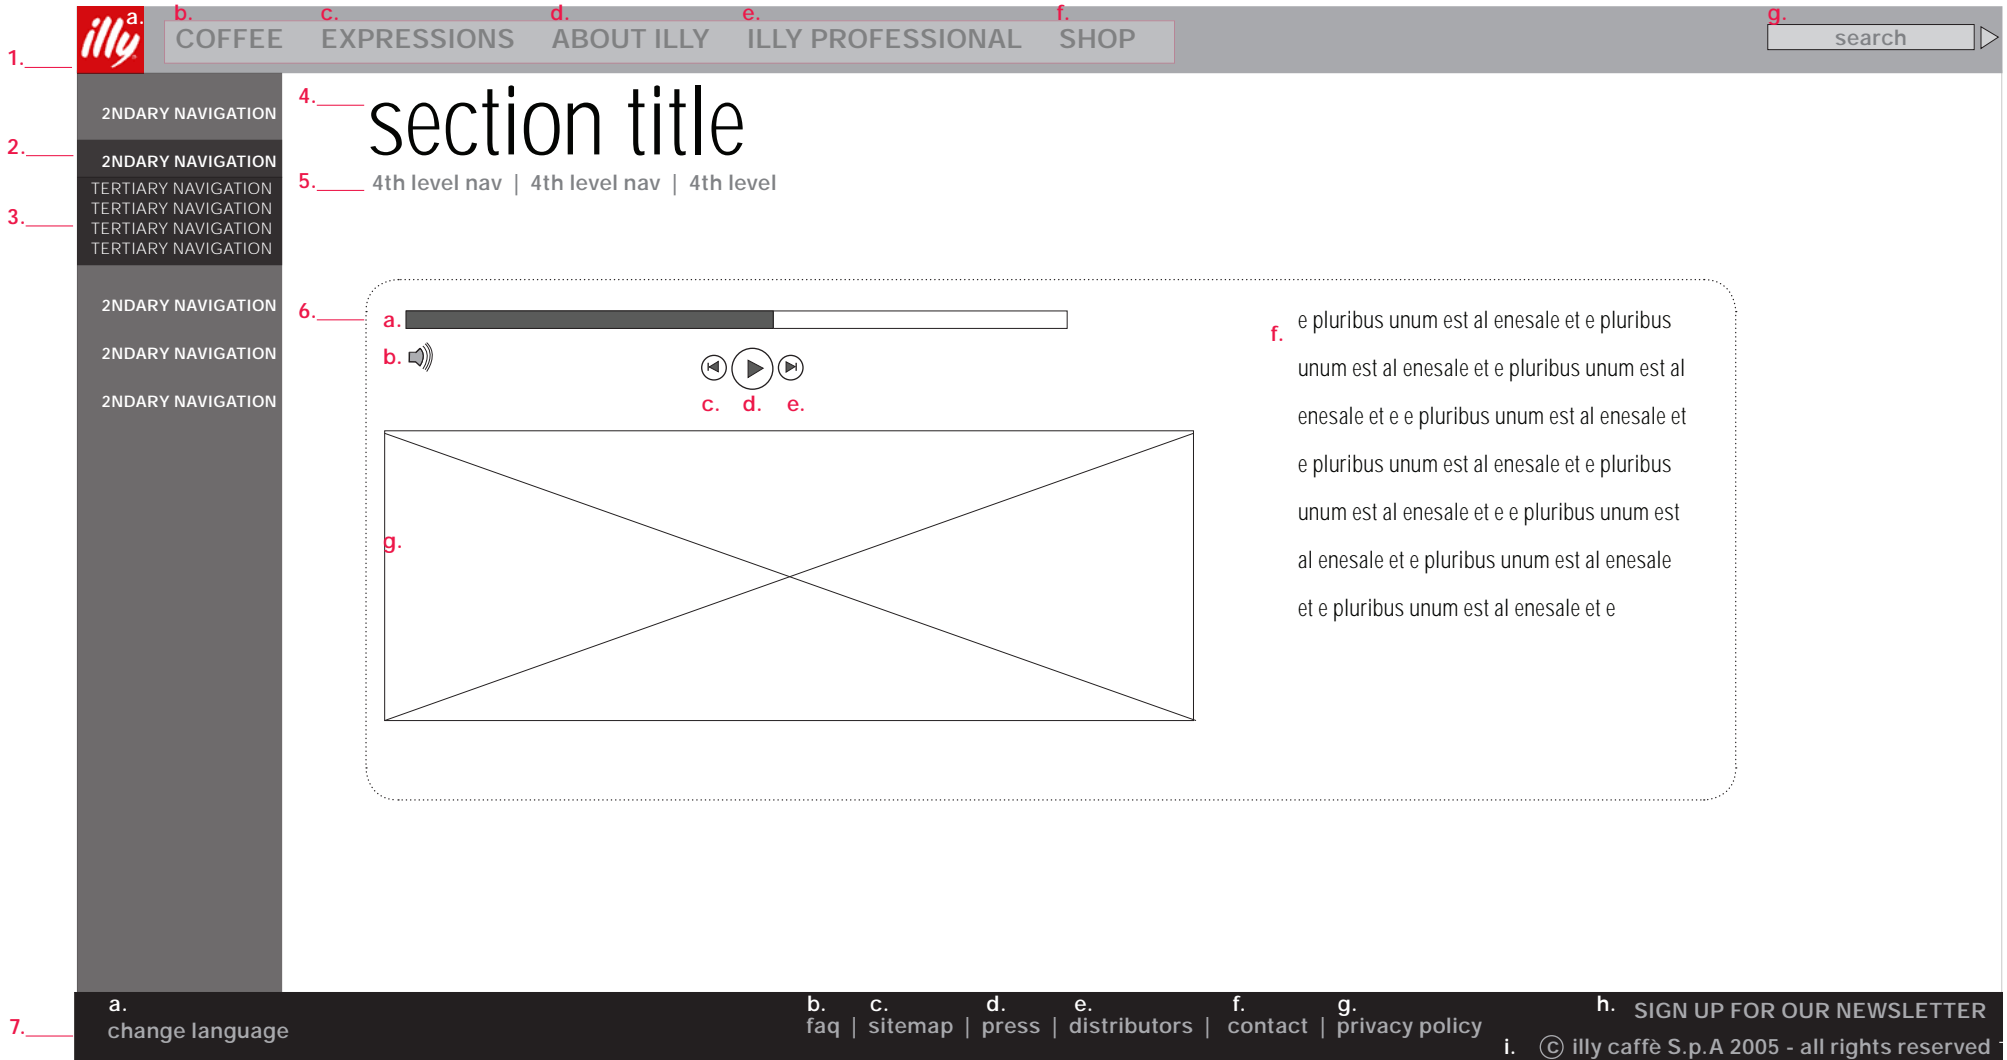 a. b. c. d. e. f. g.
illy COFFEE EXPRESSIONS ABOUT ILLY ILLY PROFESSIONAL SHOP search
1.
2NDARY NAVIGATION
4. section title
2. 2NDARY NAVIGATION
5. 4th level nav | 4th level nav | 4th level
TERTIARY NAVIGATION
TERTIARY NAVIGATION
3. TERTIARY NAVIGATION
TERTIARY NAVIGATION
2NDARY NAVIGATION
2NDARY NAVIGATION
2NDARY NAVIGATION
6. a.
b.
c. d. e.
g.
f. e pluribus unum est al enesale et e pluribus
unum est al enesale et e pluribus unum est al
enesale et e e pluribus unum est al enesale et
e pluribus unum est al enesale et e pluribus
unum est al enesale et e e pluribus unum est
al enesale et e pluribus unum est al enesale
et e pluribus unum est al enesale et e
a. b. c. d. e. f. g.
7. change language faq | sitemap | press | distributors | contact | privacy policy
h. SIGN UP FOR OUR NEWSLETTER
i. © illy caffè S.p.A 2005 - all rights reserved